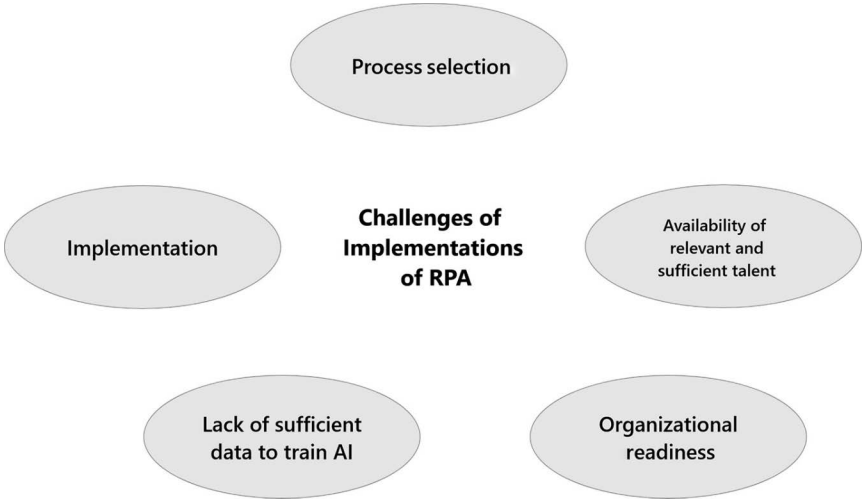 Process selection
Challenges of
Implementations
of RPA
Implementation
Availability of
relevant and
sufficient talent
Lack of sufficient
data to train AI
Organizational
readiness